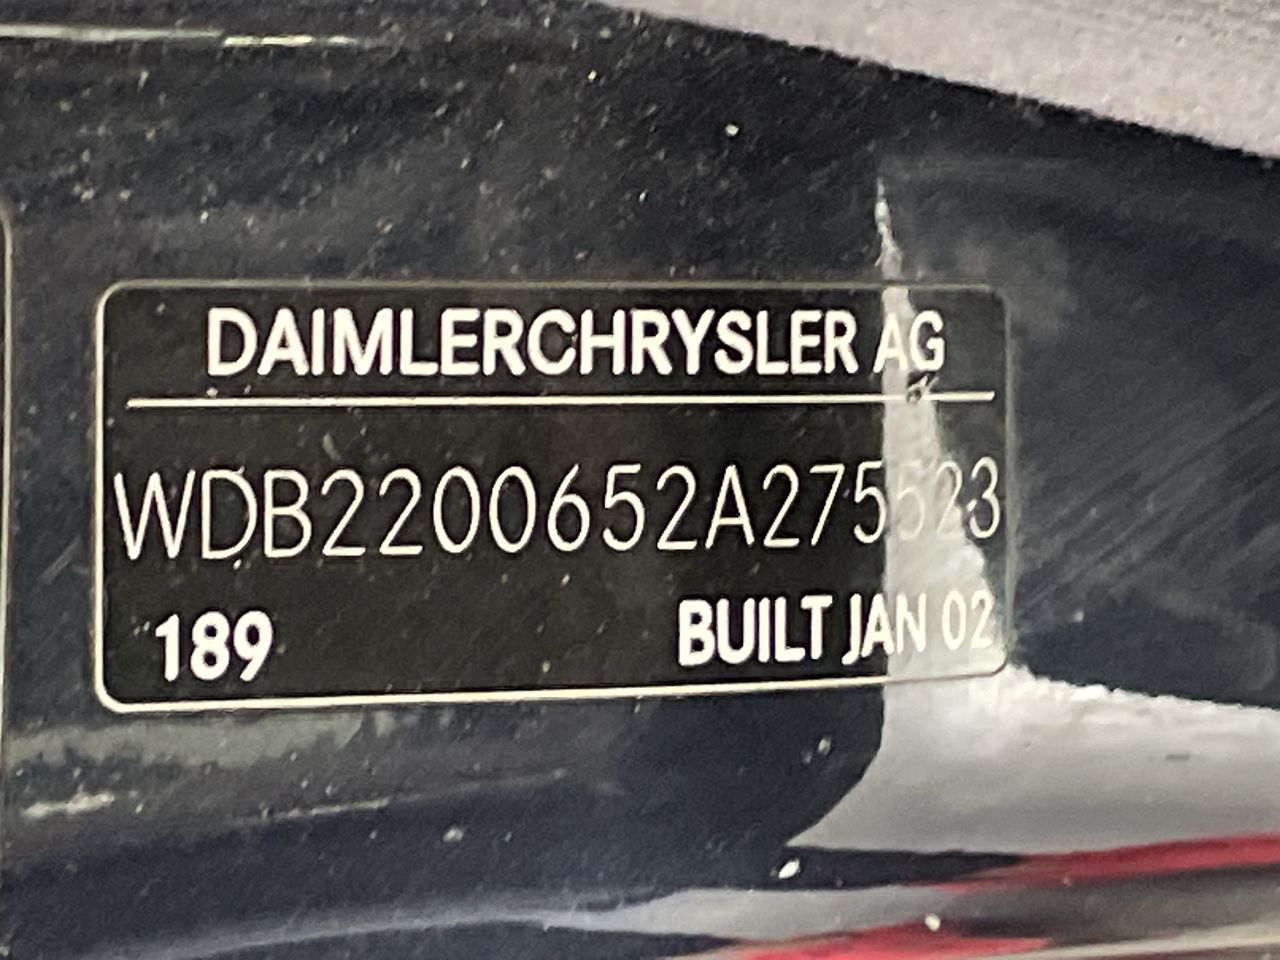 DAIMLERCHRYSLER AG
WDB2200652A275523
189
BUILT JAN 02